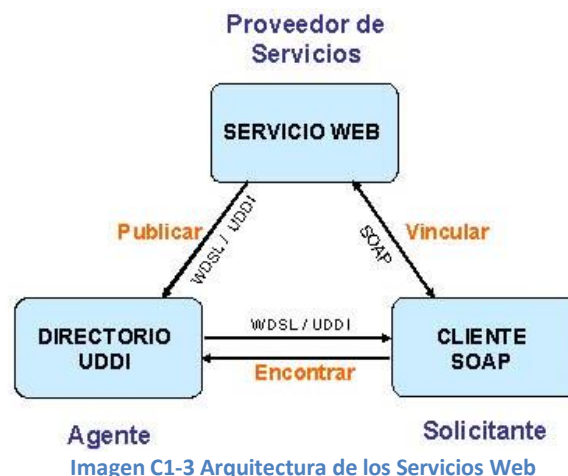 Proveedor de
Servicios
SERVICIO WEB
Publicar
WDSL / UDDI
SOAP
Vincular
DIRECTORIO
UDDI
WDSL / UDDI
Encontrar
CLIENTE
SOAP
Agente
Solicitante
Imagen C1-3 Arquitectura de los Servicios Web